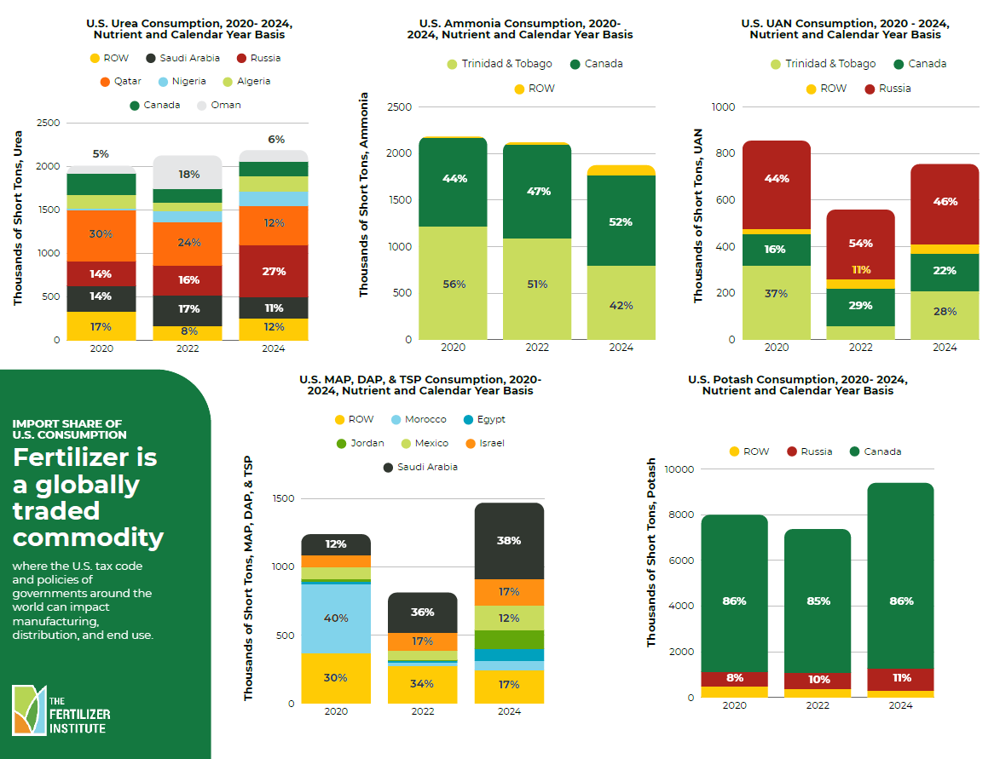 U.S. Urea Consumption, 2020- 2024,
Nutrient and Calendar Year Basis
ROW Saudi Arabia Russia
Qatar Nigeria Algeria
Canada Oman
Thousands of Short Tons, Urea
2500
2000
1500
1000
500
0
5%
30%
14%
14%
17%
18%
24%
16%
17%
8%
6%
12%
27%
11%
12%
2020 2022 2024
U.S. Ammonia Consumption, 2020-
2024, Nutrient and Calendar Year Basis
Trinidad & Tobago Canada
ROW
Thousands of Short Tons, Ammonia
2500
2000
1500
1000
500
0
44%
56%
47%
51%
52%
42%
2020 2022 2024
U.S. UAN Consumption, 2020 - 2024,
Nutrient and Calendar Year Basis
Trinidad & Tobago Canada
ROW Russia
Thousands of Short Tons, UAN
1000
800
600
400
200
0
44%
16%
37%
54%
11%
29%
46%
22%
28%
2020 2022 2024
IMPORT SHARE OF
U.S. CONSUMPTION
Fertilizer is
a globally
traded
commodity
where the U.S. tax code
and policies of
governments around the
world can impact
manufacturing,
distribution, and end use.
THE
FERTILIZER
INSTITUTE
U.S. MAP, DAP, & TSP Consumption, 2020-
2024, Nutrient and Calendar Year Basis
ROW Morocco Egypt
Jordan Mexico Israel
Saudi Arabia
Thousands of Short Tons, MAP, DAP, & TSP
1500
1000
500
0
12%
40%
30%
36%
17%
34%
38%
17%
12%
17%
2020 2022 2024
U.S. Potash Consumption, 2020- 2024,
Nutrient and Calendar Year Basis
ROW Russia Canada
Thousands of Short Tons, Potash
10000
8000
6000
4000
2000
0
86%
8%
85%
10%
86%
11%
2020 2022 2024